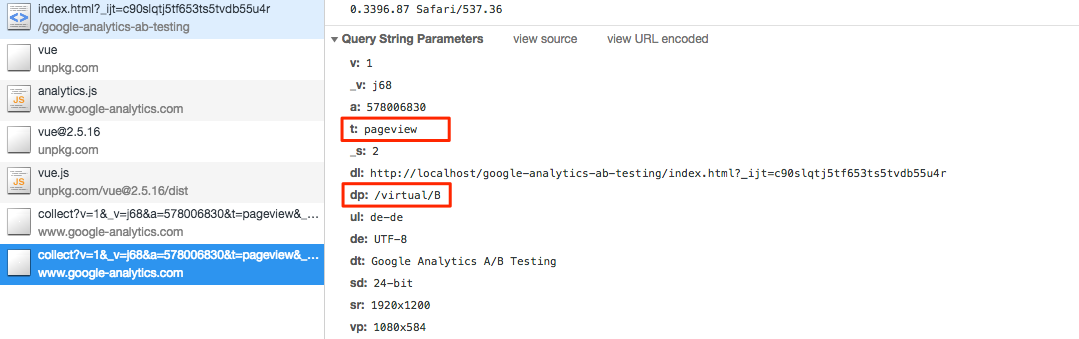 index.html?_ijt=c90slqtj5tf653ts5tvdb55u4r
/google-analytics-ab-testing
vue
unpkg.com
analytics.js
www.google-analytics.com
vue@2.5.16
unpkg.com
vue.js
unpkg.com/vue@2.5.16/dist
collect?v=1&_v=j68&a=578006830&t=pageview&_…
www.google-analytics.com
collect?v=1&_v=j68&a=578006830&t=pageview&_…
www.google-analytics.com
0.3396.87 Safari/537.36
▼ Query String Parameters view source view URL encoded
v: 1
_v: j68
a: 578006830
t: pageview
_s: 2
dl: http://localhost/google-analytics-ab-testing/index.html?_ijt=c90slqtj5tf653ts5tvdb55u4r
dp: /virtual/B
ul: de-de
de: UTF-8
dt: Google Analytics A/B Testing
sd: 24-bit
sr: 1920x1200
vp: 1080x584